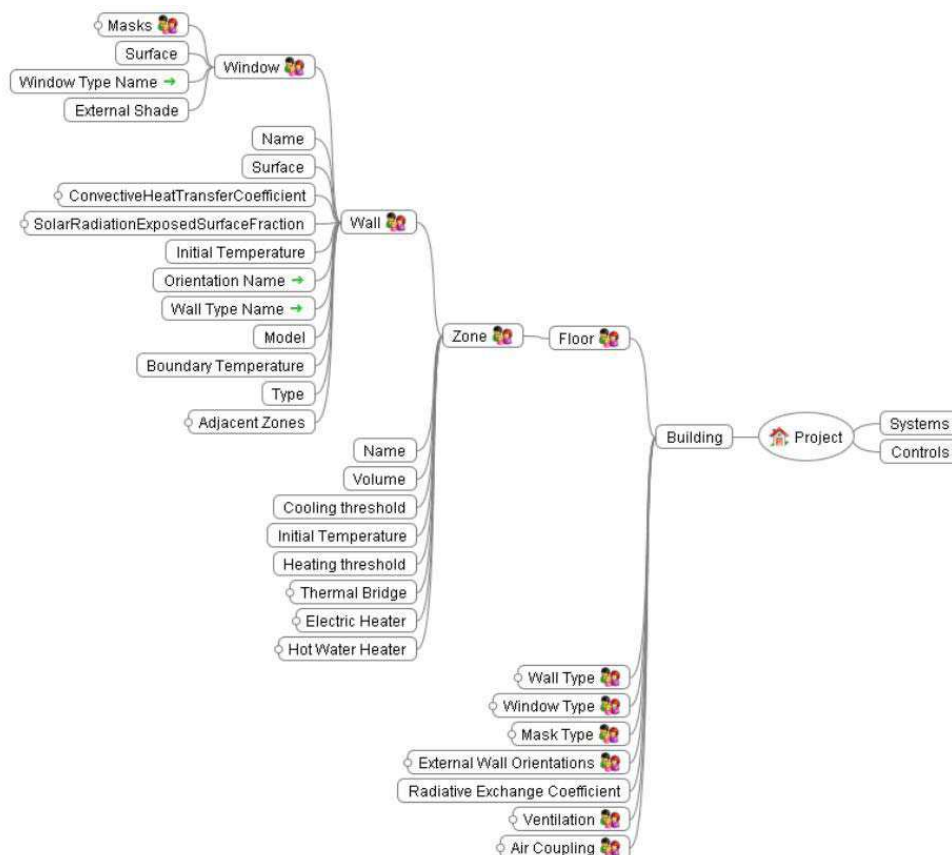 Masks
Surface
Window Type Name
External Shade
Window
Name
Surface
ConvectiveHeatTransferCoefficient
SolarRadiationExposedSurfaceFraction
Initial Temperature
Orientation Name
Wall Type Name
Model
Boundary Temperature
Type
Adjacent Zones
Wall
Name
Volume
Cooling threshold
Initial Temperature
Heating threshold
Thermal Bridge
Electric Heater
Hot Water Heater
Zone
Floor
Wall Type
Window Type
Mask Type
External Wall Orientations
Radiative Exchange Coefficient
Ventilation
Air Coupling
Building
Project
Systems
Controls